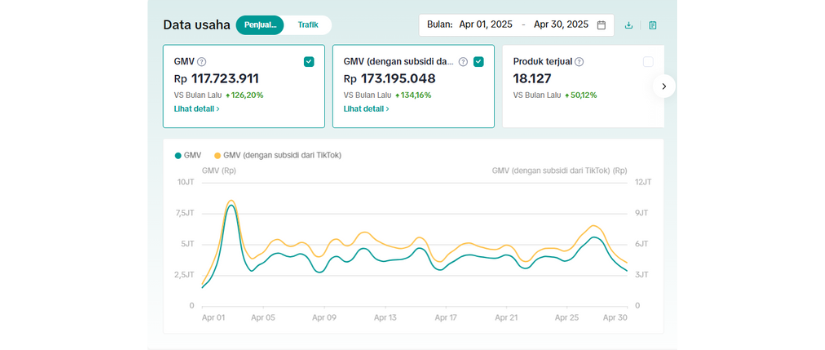 Data usaha Penjual... Trafik
Bulan: Apr 01, 2025 - Apr 30, 2025
GMV
Rp 117.723.911
VS Bulan Lalu +126,20%
Lihat detail >
GMV (dengan subsidi da...
Rp 173.195.048
VS Bulan Lalu +134,16%
Lihat detail >
Produk terjual
18.127
VS Bulan Lalu +50,12%
GMV GMV (dengan subsidi dari TikTok)
GMV (Rp) GMV (dengan subsidi dari TikTok) (Rp)
10JT 12JT
7,5JT 9JT
5JT 6JT
2,5JT 3JT
0 0
Apr 01 Apr 05 Apr 09 Apr 13 Apr 17 Apr 21 Apr 25 Apr 30